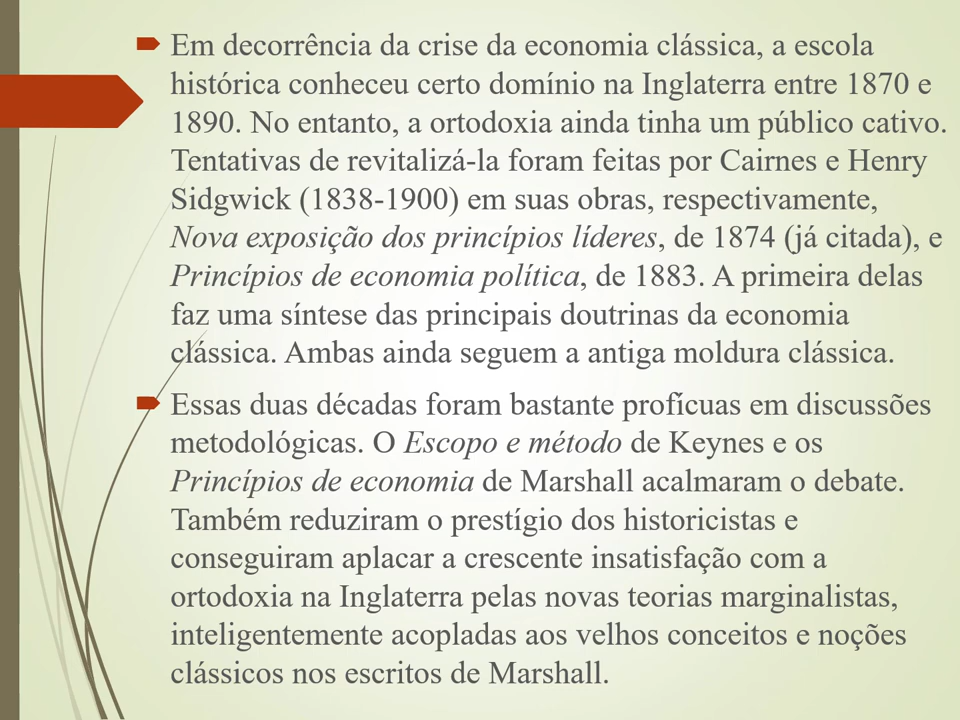 Em decorrência da crise da economia clássica, a escola
histórica conheceu certo domínio na Inglaterra entre 1870 e
1890. No entanto, a ortodoxia ainda tinha um público cativo.
Tentativas de revitalizá-la foram feitas por Cairnes e Henry
Sidgwick (1838-1900) em suas obras, respectivamente,
Nova exposição dos princípios líderes, de 1874 (já citada), e
Princípios de economia política, de 1883. A primeira delas
faz uma síntese das principais doutrinas da economia
clássica. Ambas ainda seguem a antiga moldura clássica.
Essas duas décadas foram bastante profícuas em discussões
metodológicas. O Escopo e método de Keynes e os
Princípios de economia de Marshall acalmaram o debate.
Também reduziram o prestígio dos historicistas e
conseguiram aplacar a crescente insatisfação com a
ortodoxia na Inglaterra pelas novas teorias marginalistas,
inteligentemente acopladas aos velhos conceitos e noções
clássicos nos escritos de Marshall.